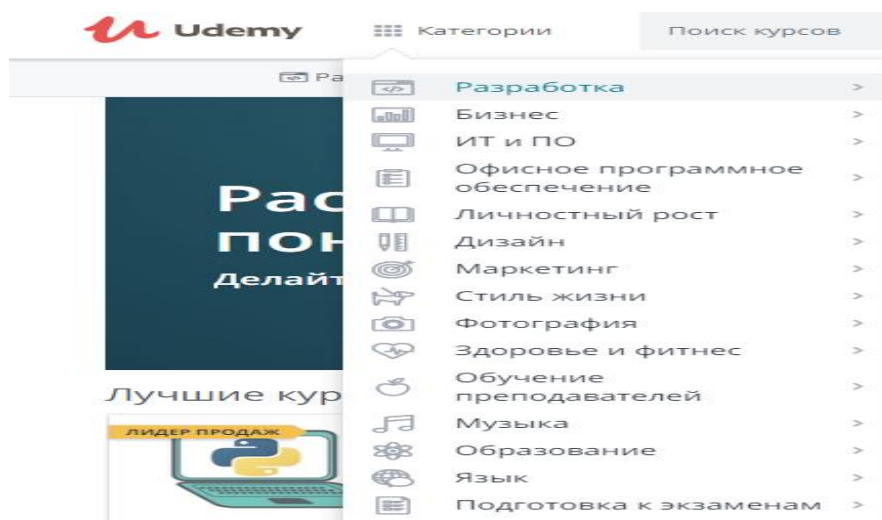 Udemy
Категории
Поиск курсов
Ра
Разработка
Бизнес
ИТ и ПО
Офисное программное
обеспечение
Личностный рост
Дизайн
Маркетинг
Стиль жизни
Фотография
Здоровье и фитнес
Обучение
преподавателей
Музыка
Образование
Язык
Подготовка к экзаменам
Рас
пон
Делайт
Лучшие кур
ЛИДЕР ПРОДАЖ